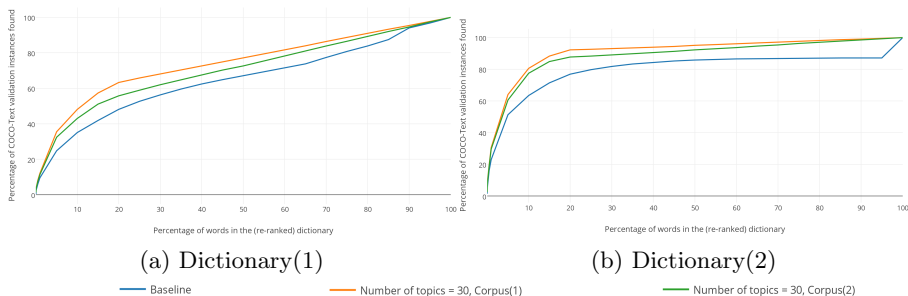 Percentage of COCO-Text validation instances found
100
80
60
40
20
0
10 20 30 40 50 60 70 80 90 100
Percentage of words in the (re-ranked) dictionary
(a) Dictionary(1)
Percentage of COCO-Text validation instances found
100
80
60
40
20
0
10 20 30 40 50 60 70 80 90 100
Percentage of words in the (re-ranked) dictionary
(b) Dictionary(2)
Baseline
Number of topics = 30, Corpus(1)
Number of topics = 30, Corpus(2)